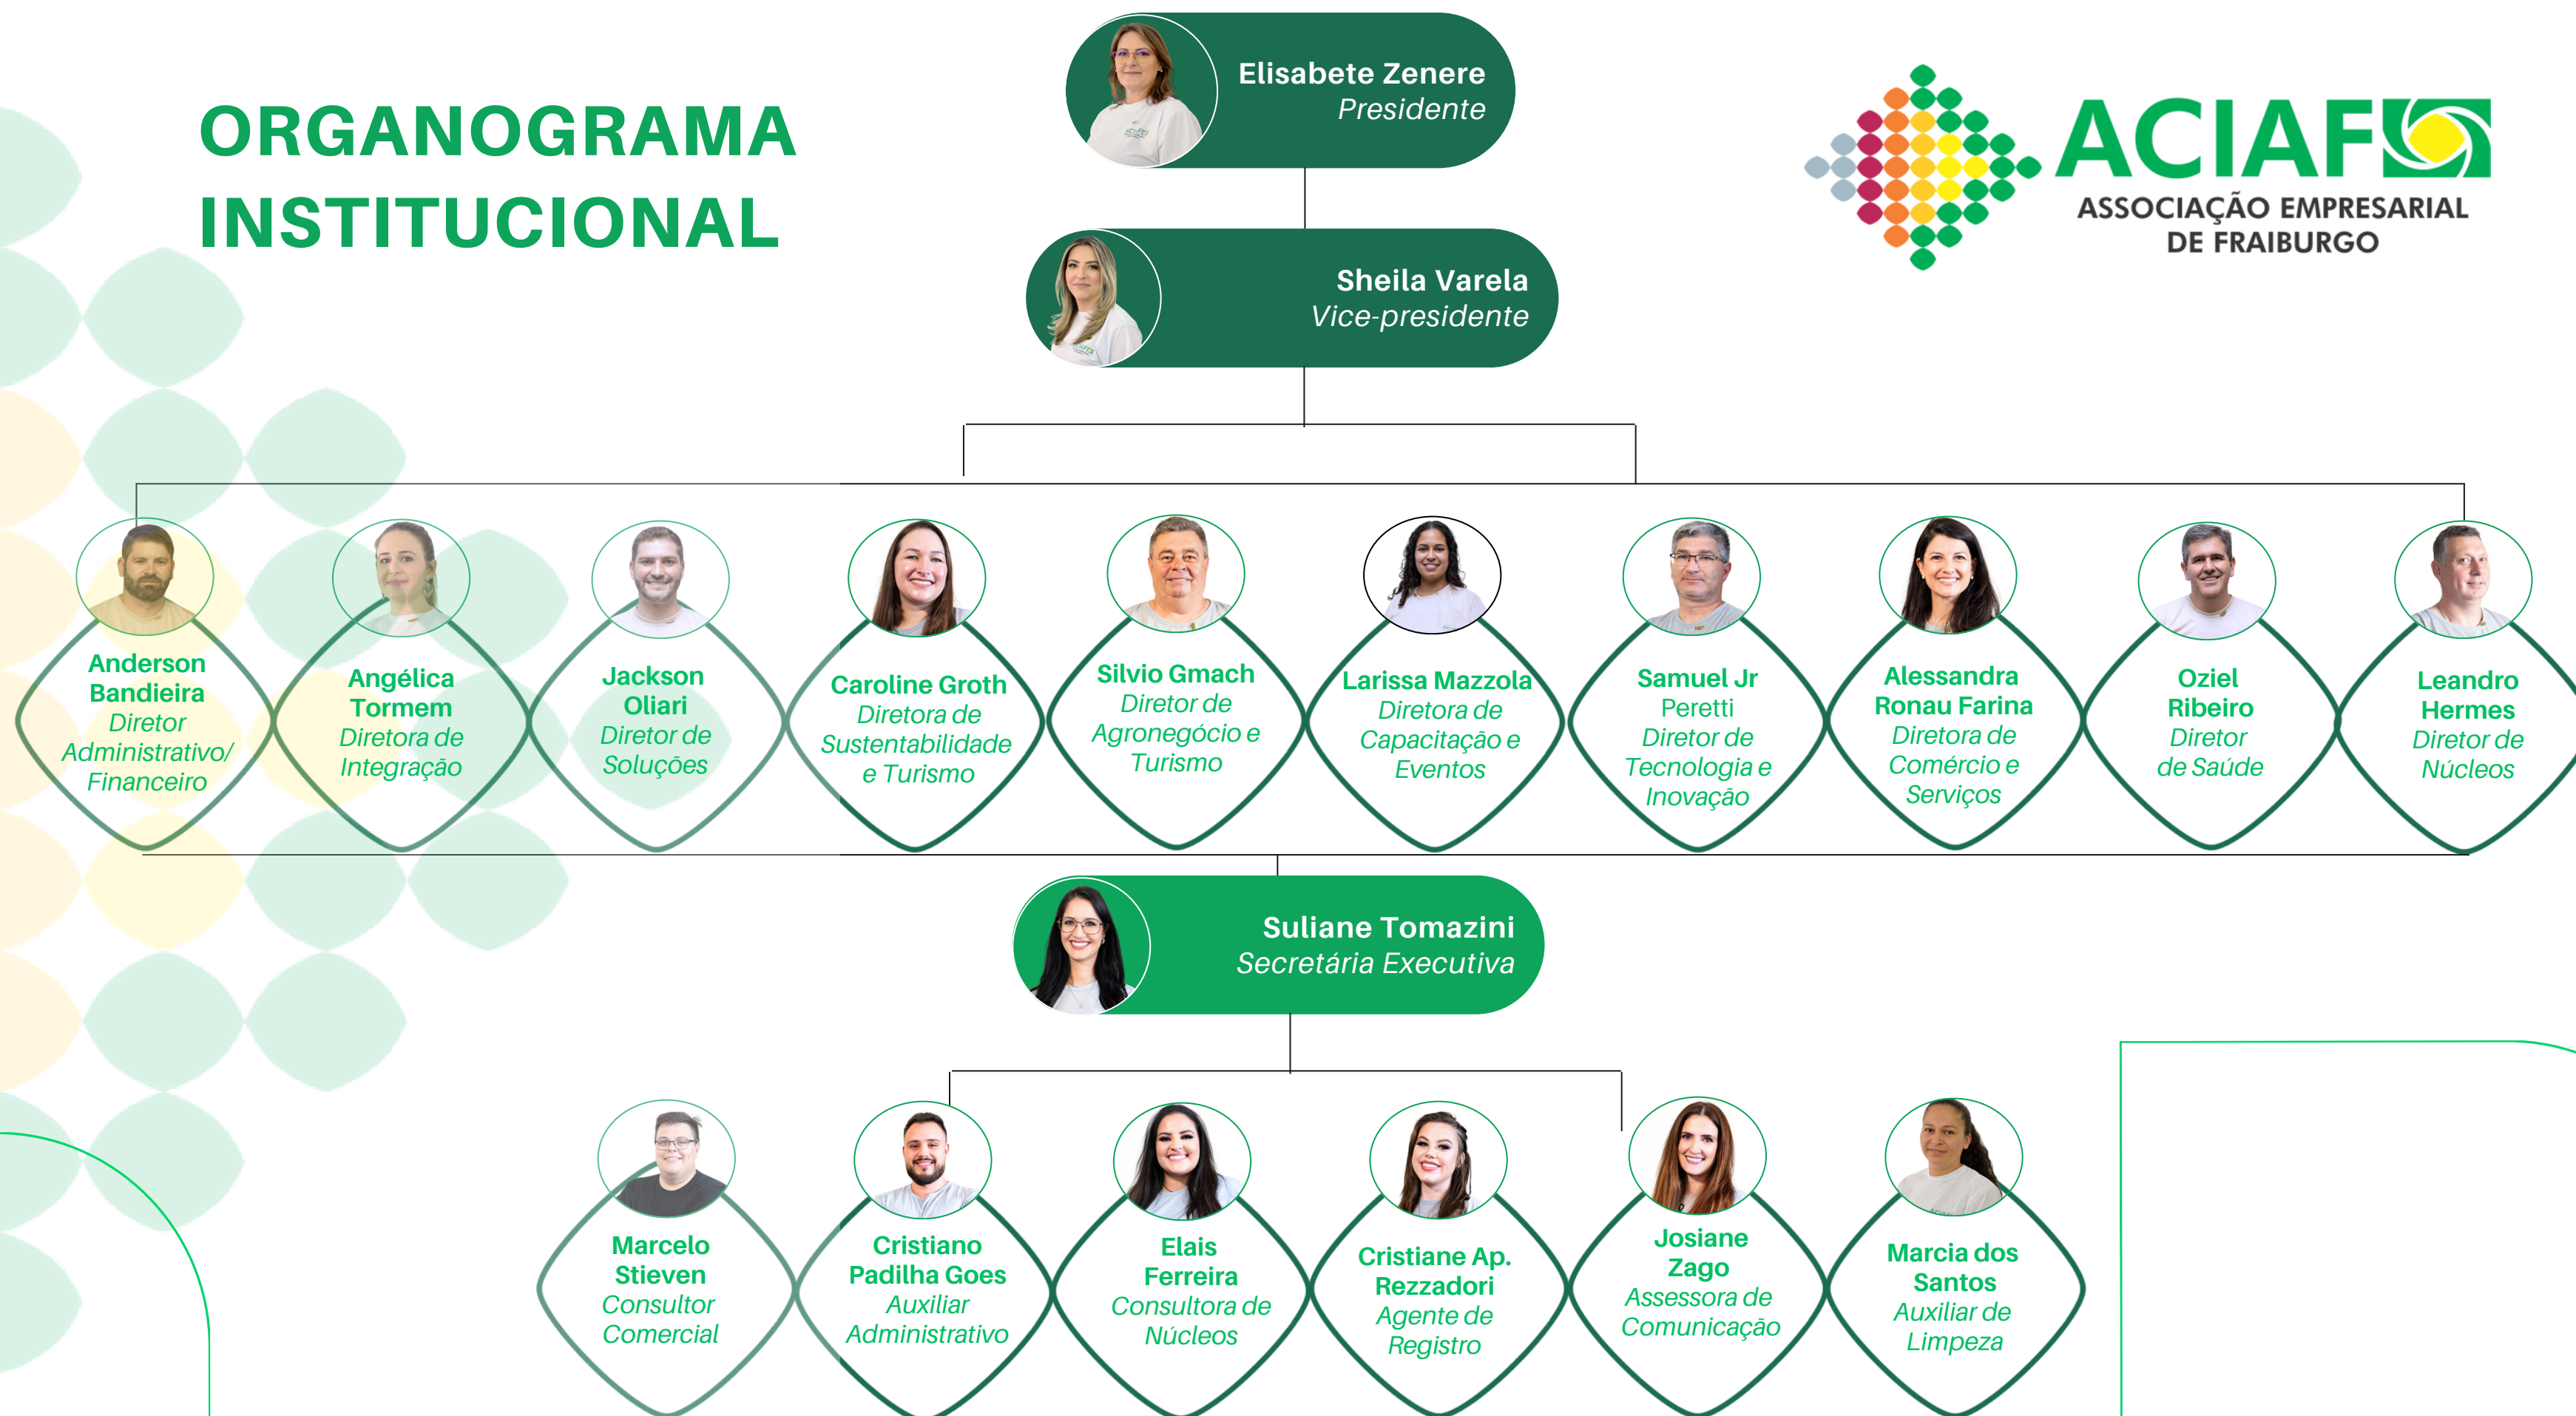 ORGANOGRAMA
INSTITUCIONAL
Elisabete Zenere
Presidente
ACIAF
ASSOCIAÇÃO EMPRESARIAL
DE FRAIBURGO
Sheila Varela
Vice-presidente
Anderson
Bandieira
Diretor
Administrativo/
Financeiro
Angélica
Tormem
Diretora de
Integração
Jackson
Oliari
Diretor de
Soluções
Caroline Groth
Diretora de
Sustentabilidade
e Turismo
Silvio Gmach
Diretor de
Agronegócio e
Turismo
Larissa Mazzola
Diretora de
Capacitação e
Eventos
Samuel Jr
Peretti
Diretor de
Tecnologia e
Inovação
Alessandra
Ronau Farina
Diretora de
Comércio e
Serviços
Oziel
Ribeiro
Diretor
de Saúde
Leandro
Hermes
Diretor de
Núcleos
Suliane Tomazini
Secretária Executiva
Marcelo
Stieven
Consultor
Comercial
Cristiano
Padilha Goes
Auxiliar
Administrativo
Elais
Ferreira
Consultora de
Núcleos
Cristiane Ap.
Rezzadori
Agente de
Registro
Josiane
Zago
Assessora de
Comunicação
Marcia dos
Santos
Auxiliar de
Limpeza